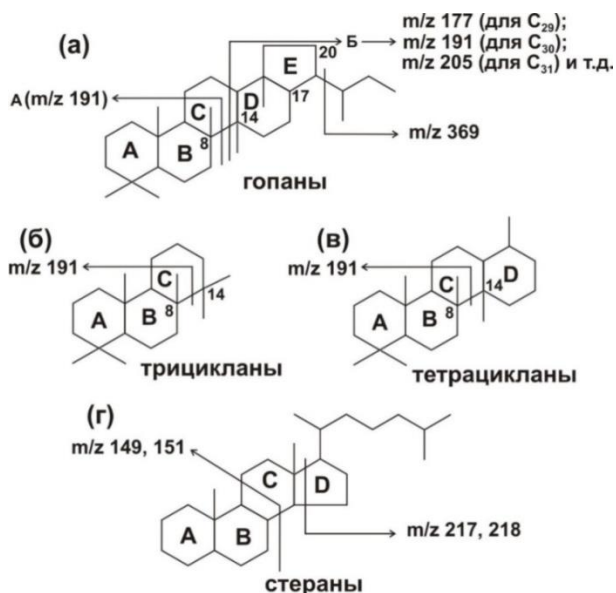 (а)
Б
m/z 177 (для C29);
m/z 191 (для C30);
m/z 205 (для C31) и т.д.
20
E
А (m/z 191)
C
D
17
14
8
m/z 369
A
B
гопаны
(б)
m/z 191
C
14
8
A
B
трицикланы
(в)
m/z 191
D
C
14
8
A
B
тетрацикланы
(г)
m/z 149, 151
C
D
A
B
m/z 217, 218
стераны